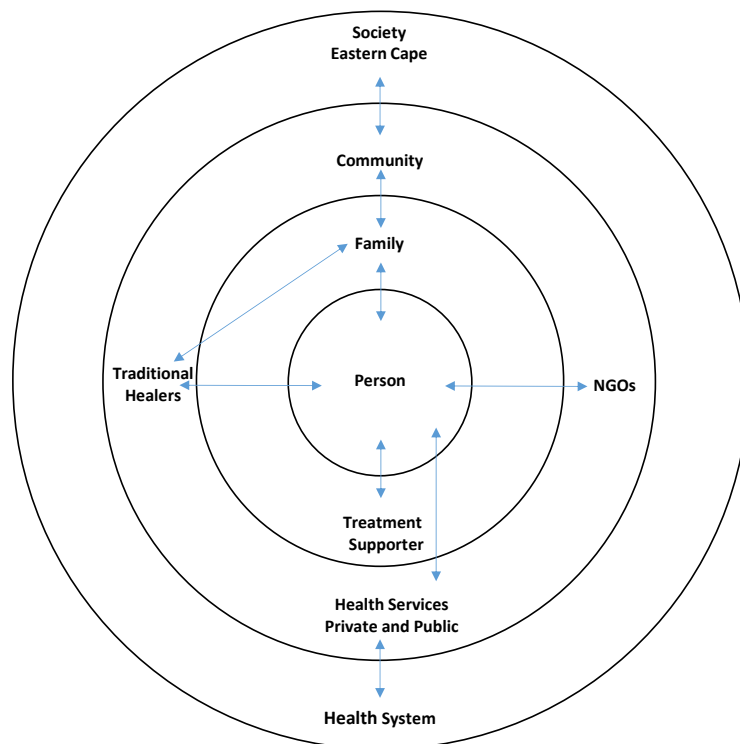 Society
Eastern Cape
Community
Family
Traditional
Healers
Person
NGOs
Treatment
Supporter
Health Services
Private and Public
Health System